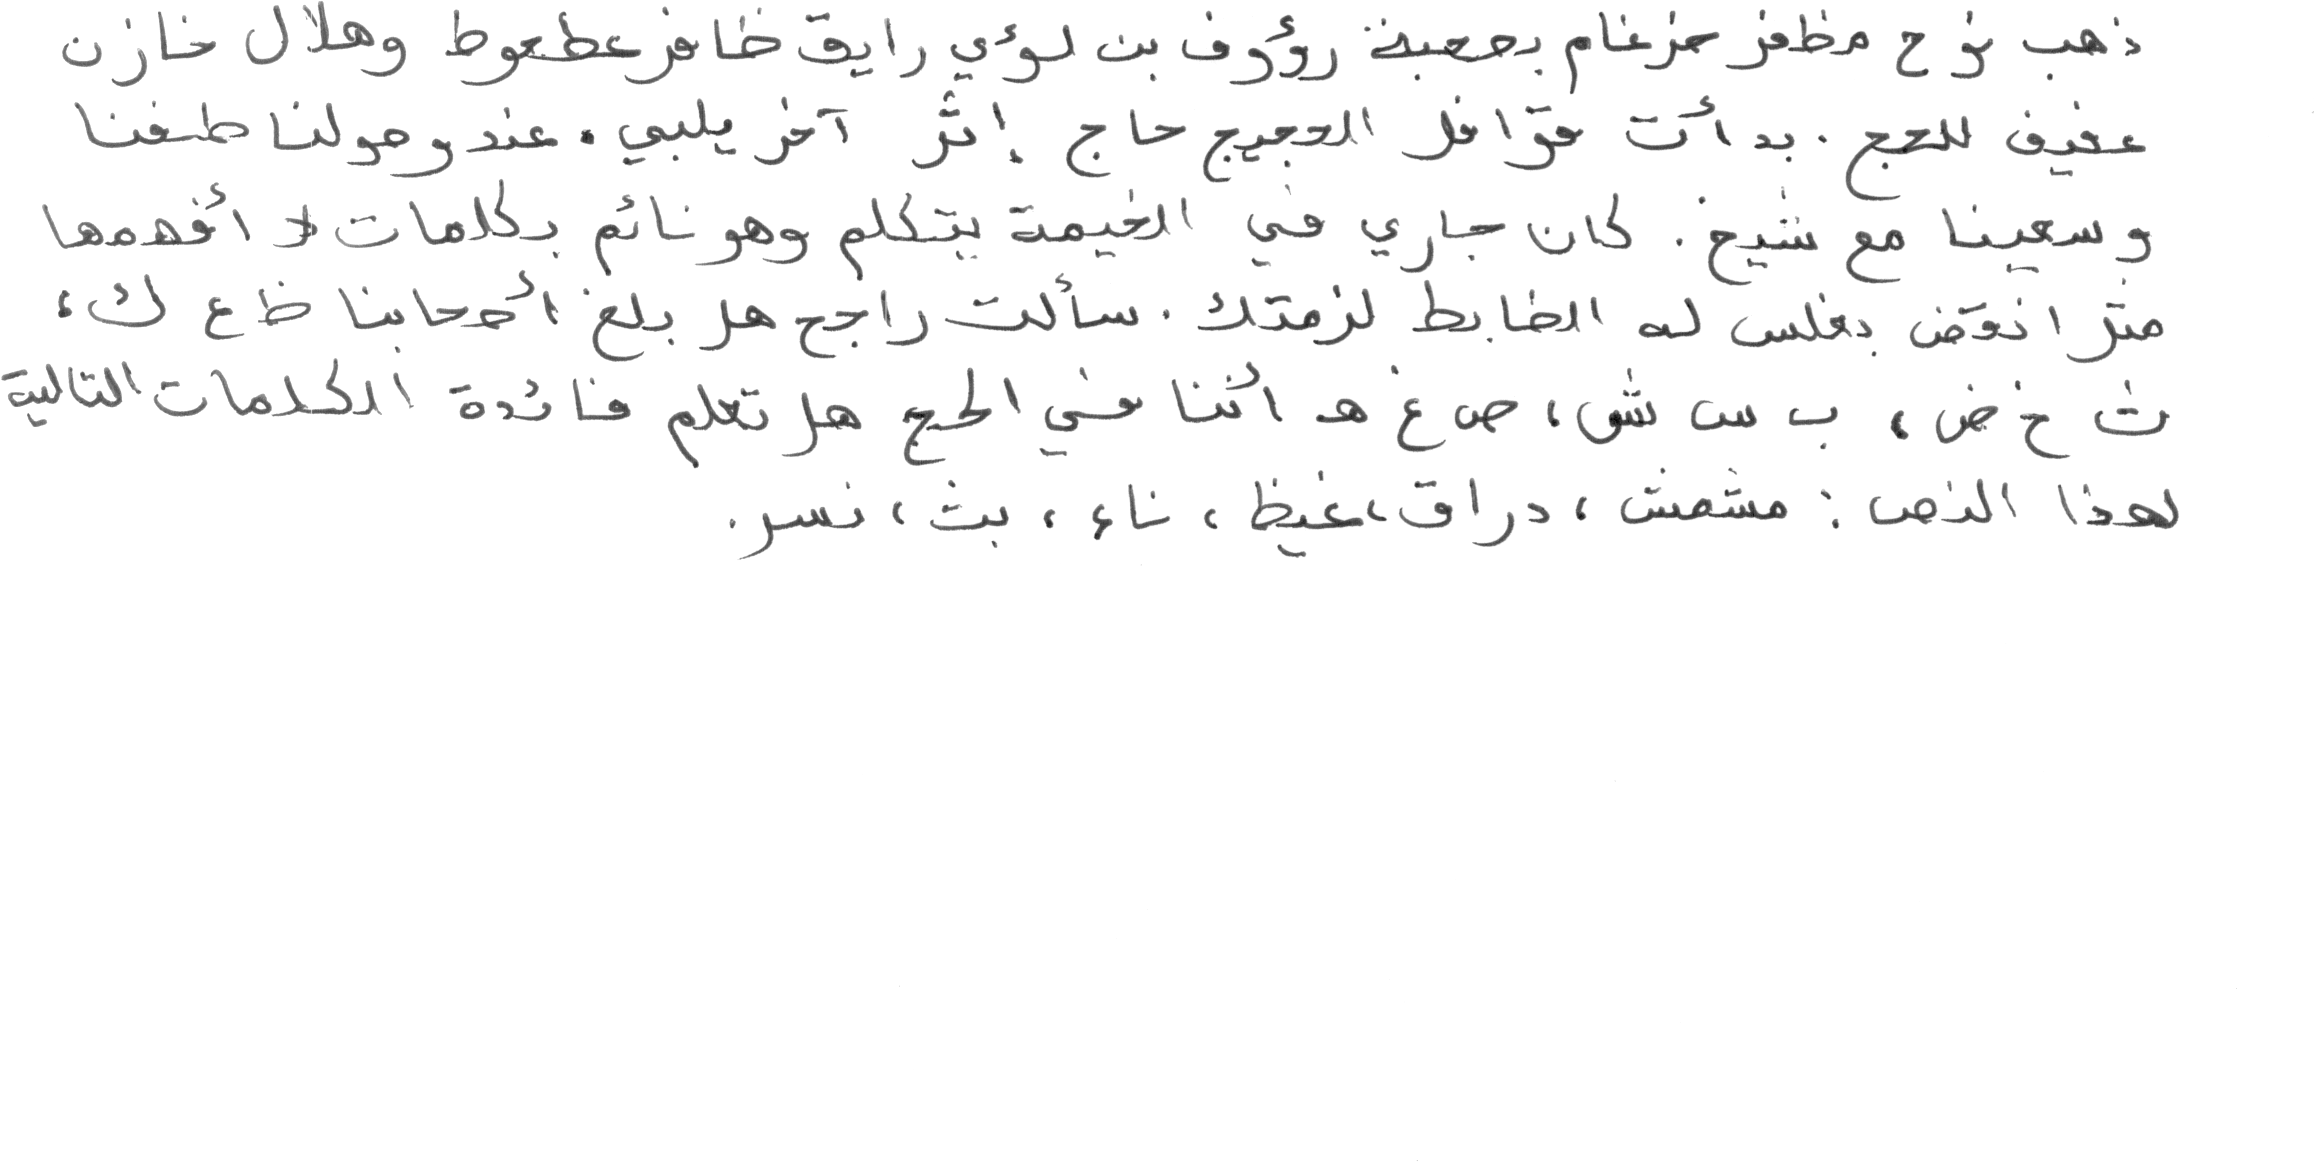 ذهب نوح مظفر ضرغام بصحبة رؤوف بن لؤي رايق ظافر عطعوط وهلال خازن
عفيف للحج. بدأت قوافل الحجيج حاج إثر آخر يلبي. عند وصولنا طفنا
وسعينا مع شيخ. كان جاري في الخيمة يتكلم وهو نائم بكلمات لا أفهمها
مثل انقض بغلس له الضابط لزمتك. سألت راجح هل بلغ أصحابنا ظ ع ك،
ث خ ض، ب س ش، ص غ هـ أننا في الحج هل تعلم فائدة الكلمات التالية
لهذا النص: مشمش، دراق، غيظ، ناء، بث، نسر.